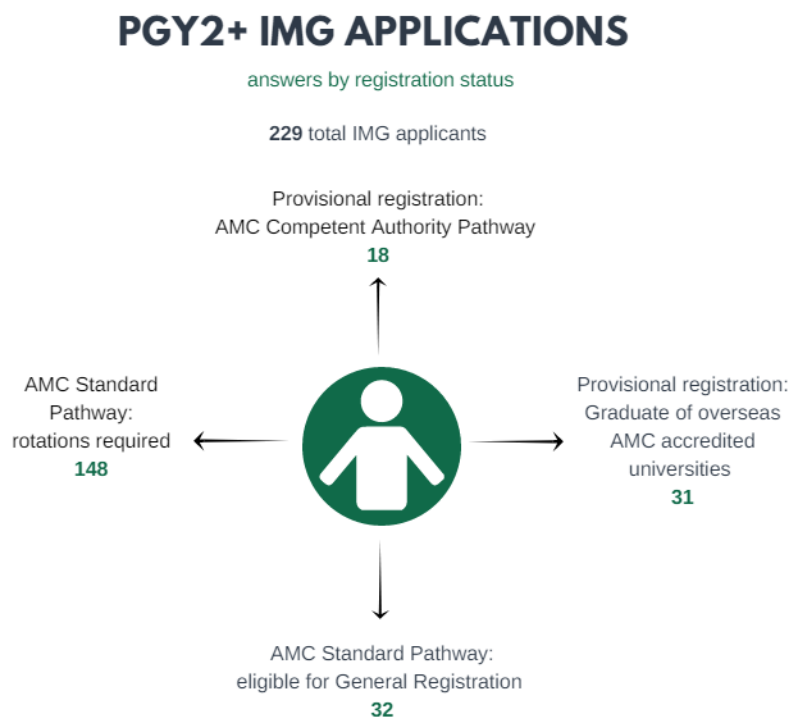 PGY2+ IMG APPLICATIONS
answers by registration status
229 total IMG applicants
Provisional registration:
AMC Competent Authority Pathway
18
AMC Standard
Pathway:
rotations required
148
Provisional registration:
Graduate of overseas
AMC accredited
universities
31
AMC Standard Pathway:
eligible for General Registration
32